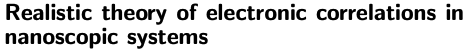 Realistic theory of electronic correlations in
nanoscopic systems